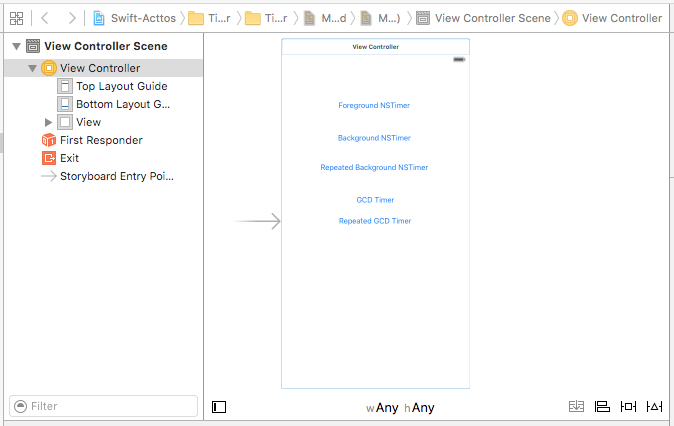 Swift-Acttos Ti...r Ti...r M...d M...) View Controller Scene View Controller
View Controller Scene
View Controller
Top Layout Guide
Bottom Layout G...
View
First Responder
Exit
Storyboard Entry Poi...
Filter
View Controller
Foreground NSTimer
Background NSTimer
Repeated Background NSTimer
GCD Timer
Repeated GCD Timer
wAny hAny